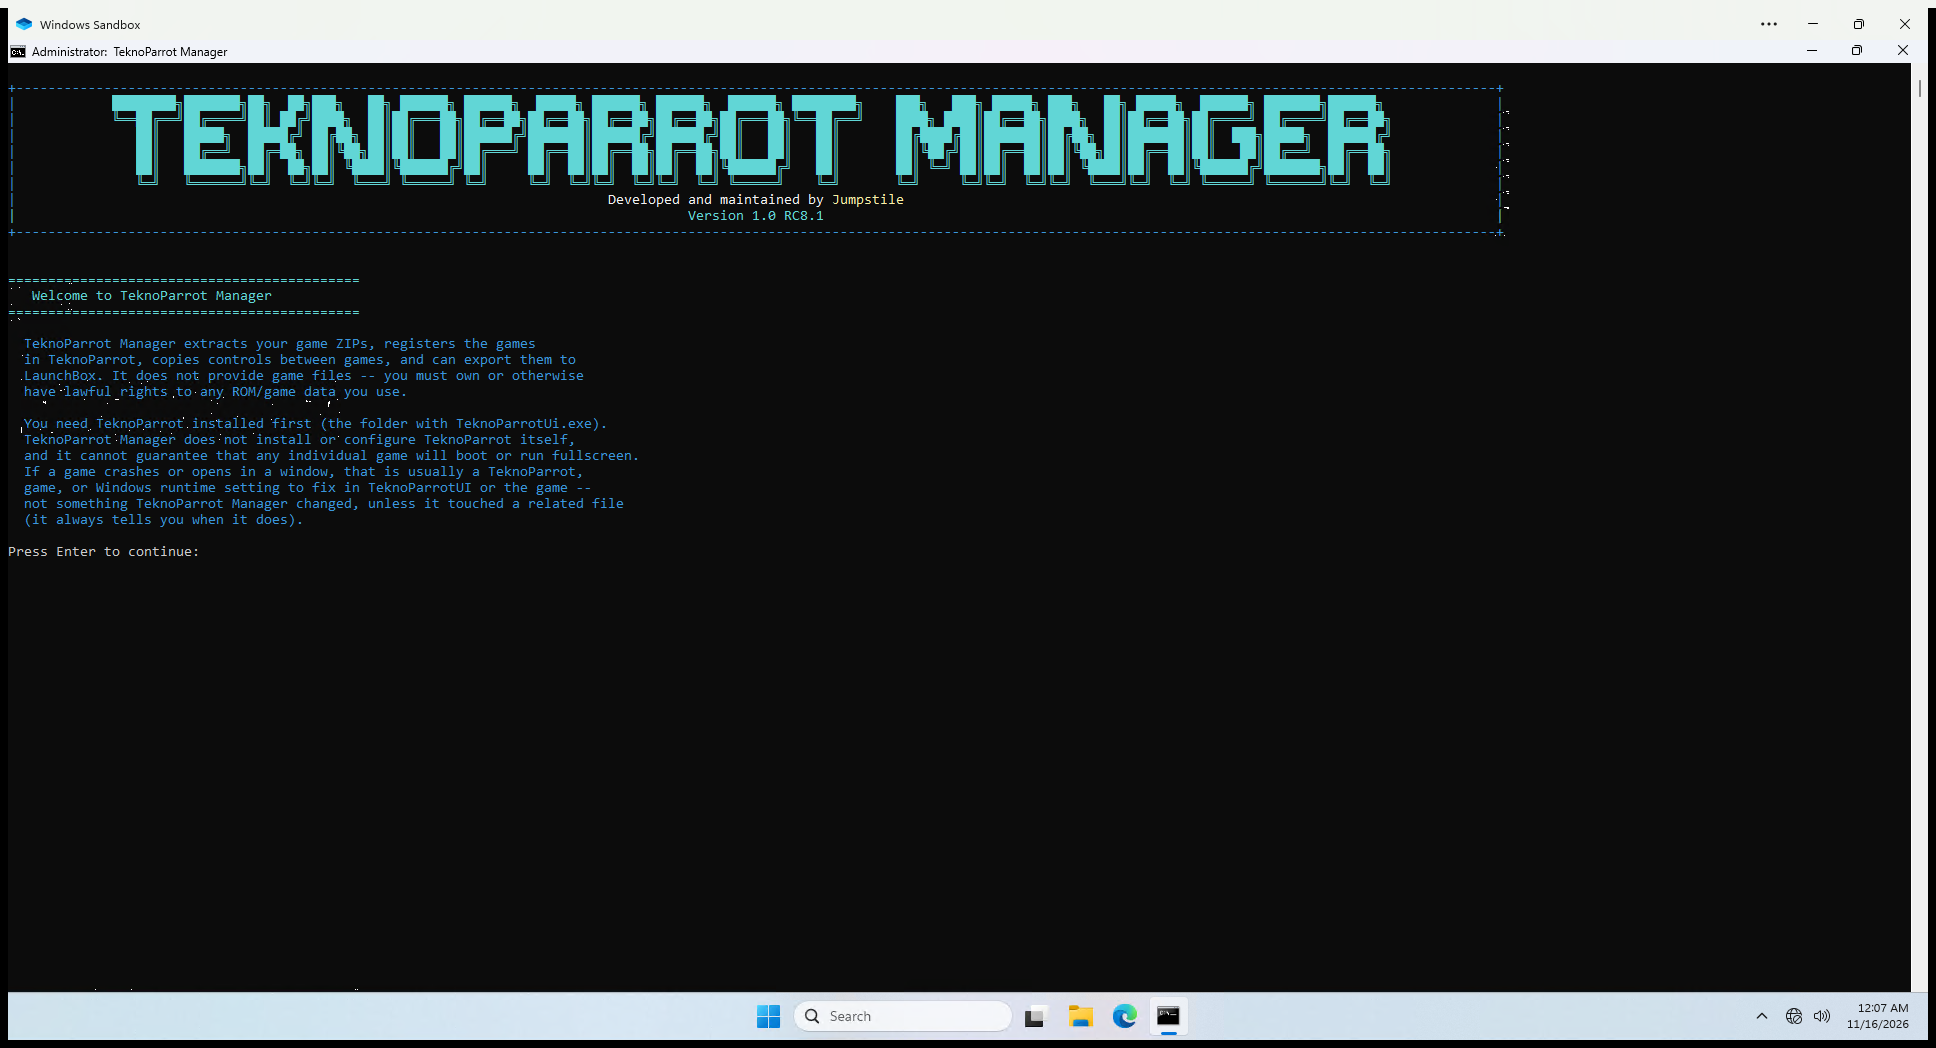 Windows Sandbox
Administrator: TeknoParrot Manager
TEKNOPARROT MANAGER
Developed and maintained by Jumpstile
Version 1.0 RC8.1
============================================
Welcome to TeknoParrot Manager
============================================
TeknoParrot Manager extracts your game ZIPs, registers the games
in TeknoParrot, copies controls between games, and can export them to
LaunchBox. It does not provide game files -- you must own or otherwise
have lawful rights to any ROM/game data you use.
You need TeknoParrot installed first (the folder with TeknoParrotUi.exe).
TeknoParrot Manager does not install or configure TeknoParrot itself,
and it cannot guarantee that any individual game will boot or run fullscreen.
If a game crashes or opens in a window, that is usually a TeknoParrot,
game, or Windows runtime setting to fix in TeknoParrotUI or the game --
not something TeknoParrot Manager changed, unless it touched a related file
(it always tells you when it does).
Press Enter to continue:
Search
12:07 AM
11/16/2026